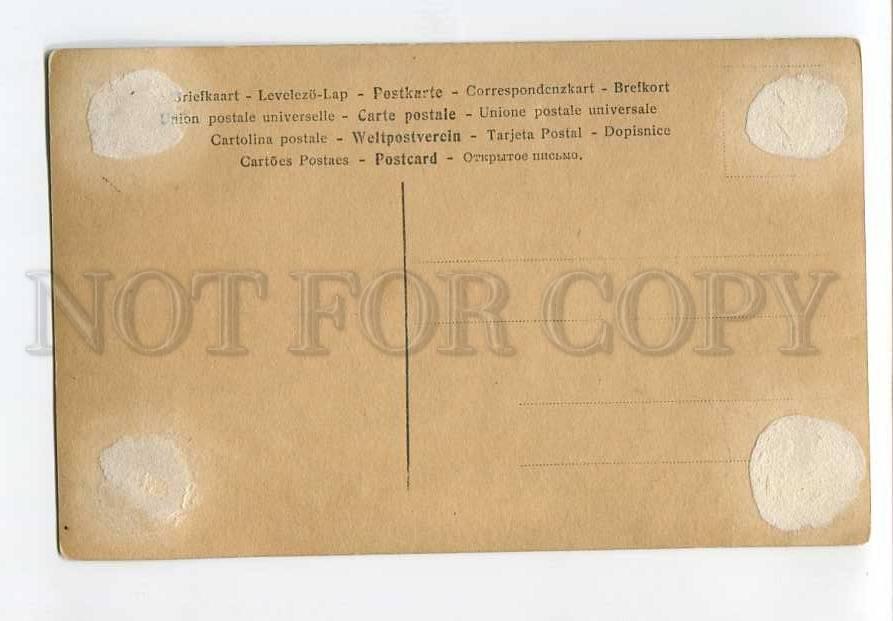 Briefkaart - Levelező-Lap - Postkarte - Correspondenzkart - Brefkort
Union postale universelle - Carte postale - Unione postale universale
Cartolina postale - Weltpostverein - Tarjeta Postal - Dopisnice
Cartões Postaes - Postcard - Открытое письмо.
NOT FOR COPY